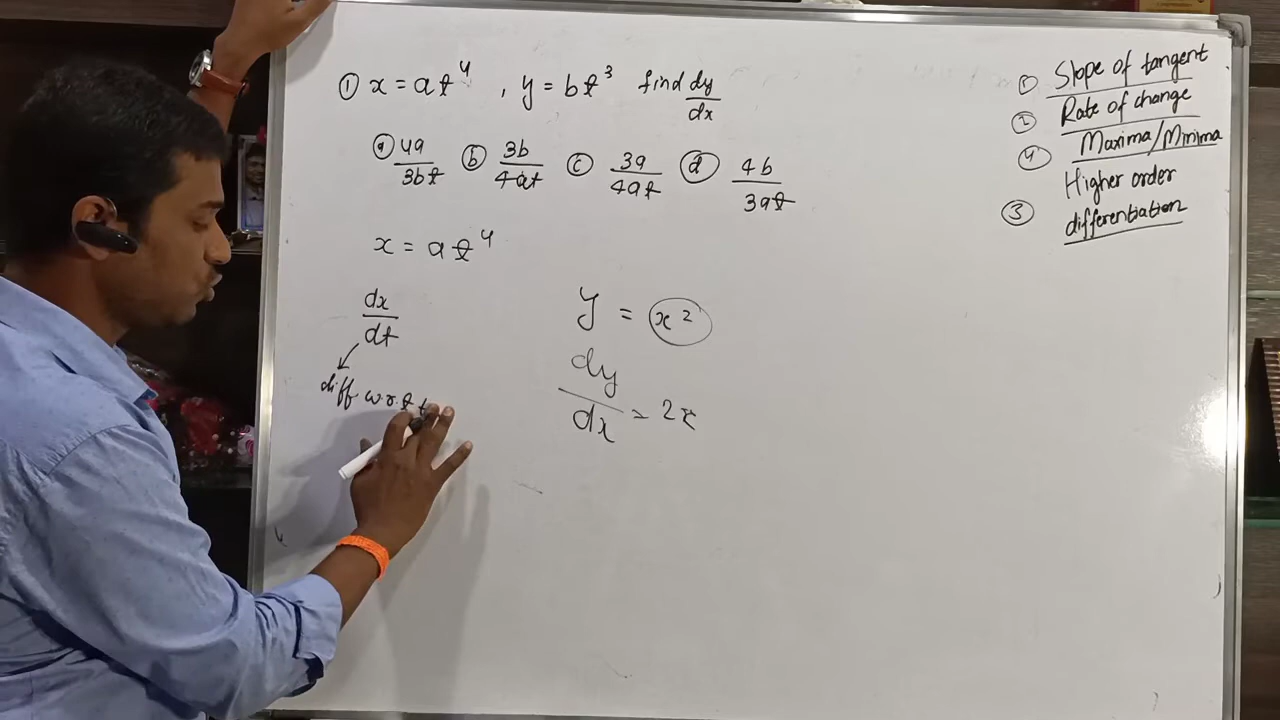 ① x = at⁴ , y = bt³ find dy/dx
ⓐ 4a/3bt ⓑ 3b/4at ⓒ 3a/4at ⓓ 4b/3at
x = at⁴
dx/dt
diff w.r.t t
y = x²
dy/dx = 2x
① Slope of tangent
② Rate of change
④ Maxima/Minima
Higher order
③ differentiation